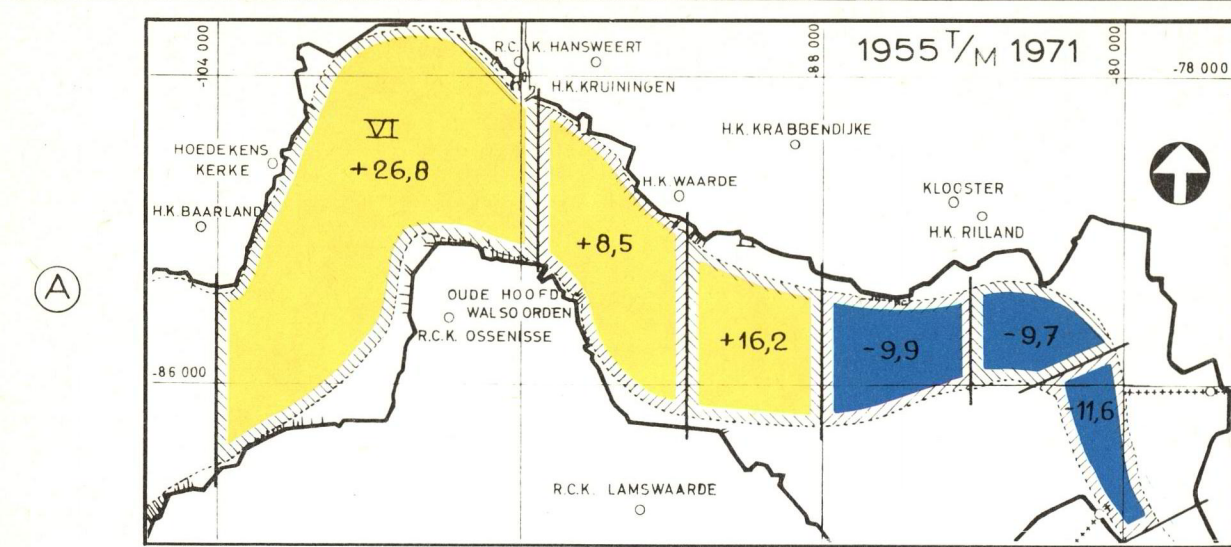 -104 000
R.C. K. HANSWEERT
-88 000
1955 T/M 1971
-80 000
-78 000
H.K. KRUININGEN
VI
+26,8
H.K. KRABBENDIJKE
HOEDEKENS
KERKE
H.K. WAARDE
KLOOSTER
H.K. BAARLAND
H.K. RILLAND
+8,5
A
OUDE HOOFD
WALSOORDEN
R.C.K. OSSENISSE
+16,2
-9,9
-9,7
-86 000
-11,6
R.C.K. LAMSWAARDE